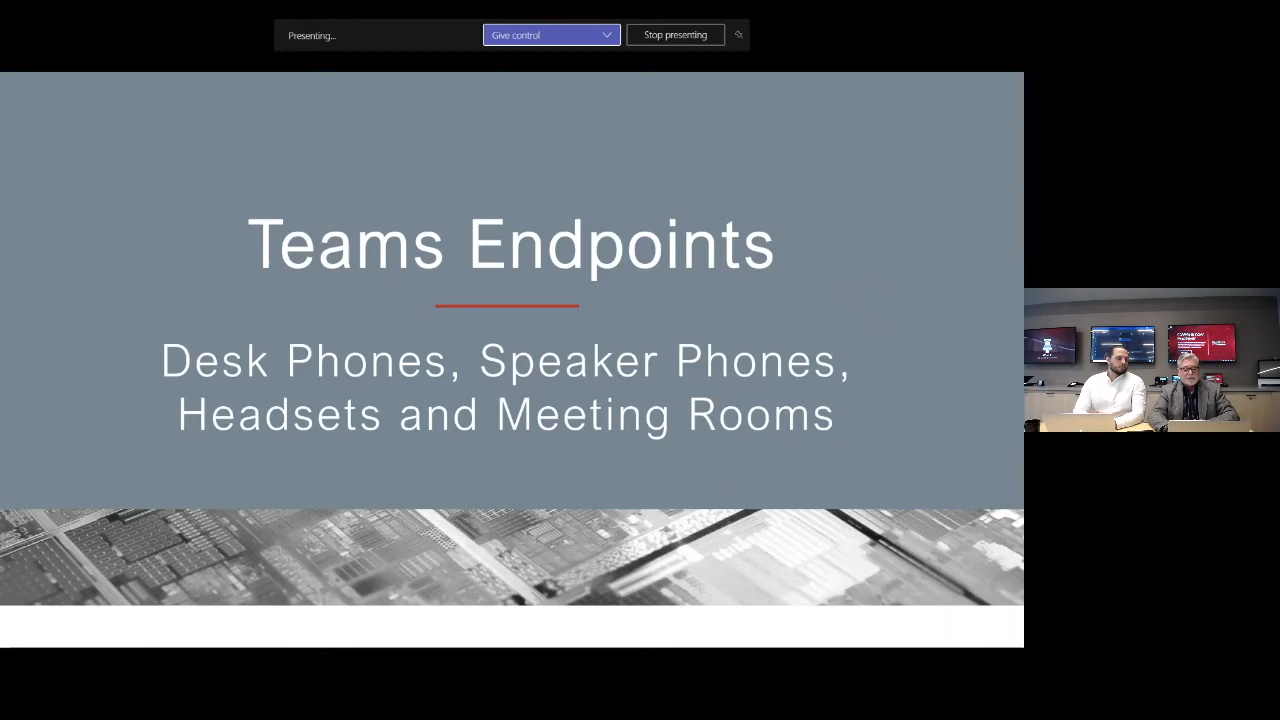 Presenting...
Give control
Stop presenting
Teams Endpoints
Desk Phones, Speaker Phones,
Headsets and Meeting Rooms